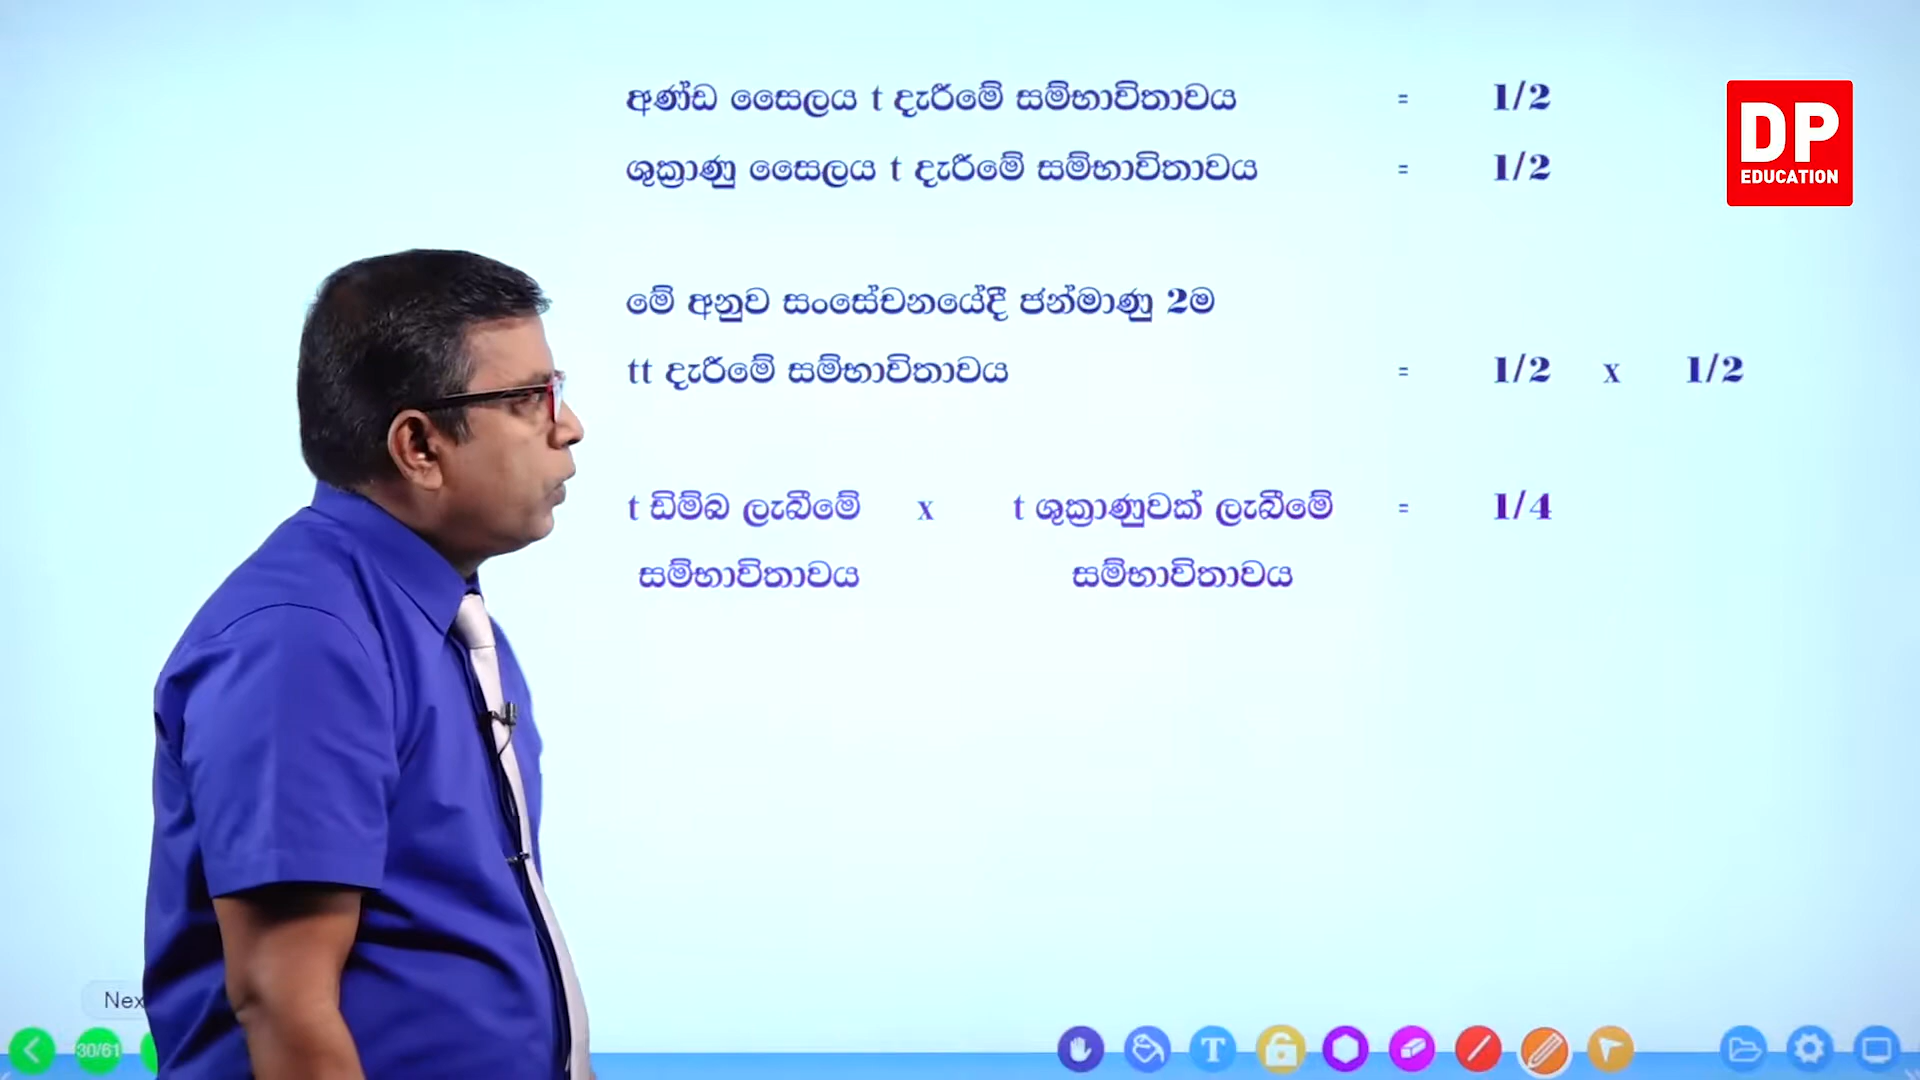 අණ්ඩ සෛලය t දැරීමේ සම්භාවිතාවය = 1/2
ශුක්‍රාණු සෛලය t දැරීමේ සම්භාවිතාවය = 1/2
DP
EDUCATION
මේ අනුව සංසේචනයේදී ජන්මාණු 2ම
tt දැරීමේ සම්භාවිතාවය = 1/2 x 1/2
t ඩිම්බ ලැබීමේ x t ශුක්‍රාණුවක් ලැබීමේ = 1/4
සම්භාවිතාවය සම්භාවිතාවය
Nex
30/61
T